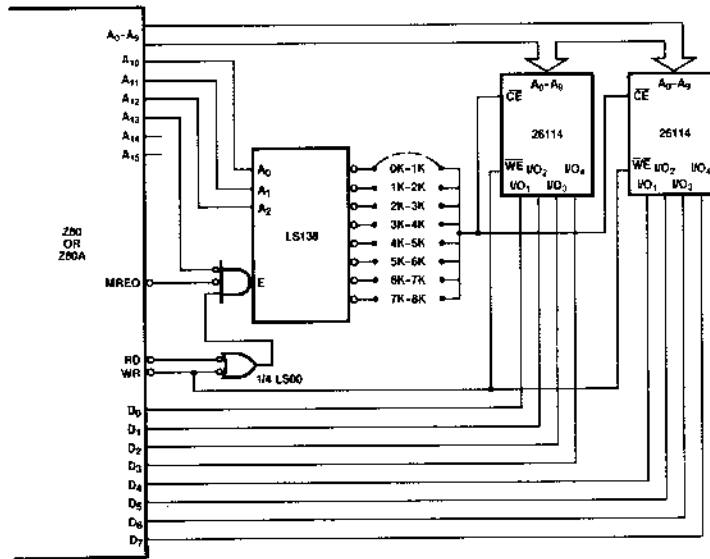 A0-A9
A10
A11
A12
A13
A14
A15
Z80
OR
Z80A
MREQ
RD
WR
D0
D1
D2
D3
D4
D5
D6
D7
1/4 LS00
E
A0
A1
A2
LS138
0K-1K
1K-2K
2K-3K
3K-4K
4K-5K
5K-6K
6K-7K
7K-8K
A0-A9
CE
26114
WE
I/O2
I/O4
I/O1
I/O3
A0-A9
CE
26114
WE
I/O2
I/O4
I/O1
I/O3